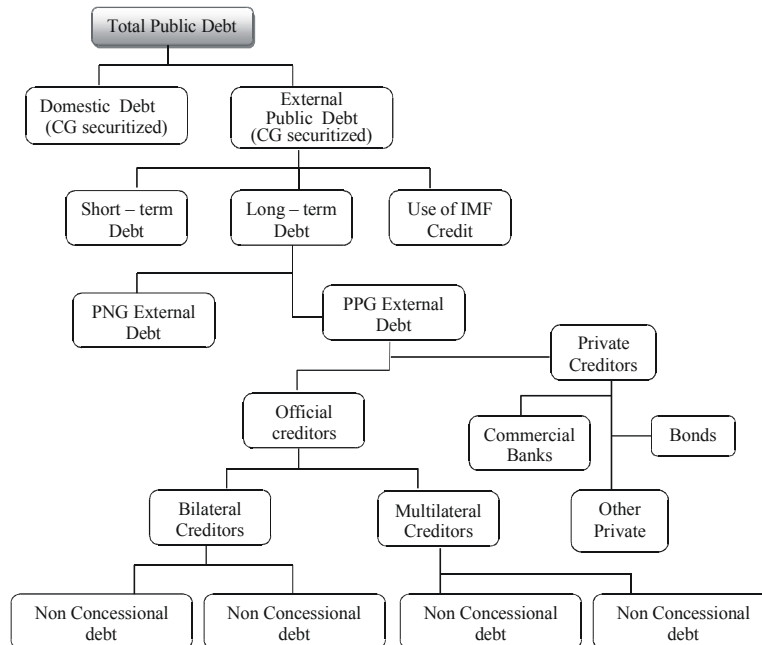 Total Public Debt
Domestic Debt
(CG securitized)
External
Public Debt
(CG securitized)
Short – term
Debt
Long – term
Debt
Use of IMF
Credit
PNG External
Debt
PPG External
Debt
Private
Creditors
Official
creditors
Commercial
Banks
Bonds
Bilateral
Creditors
Multilateral
Creditors
Other
Private
Non Concessional
debt
Non Concessional
debt
Non Concessional
debt
Non Concessional
debt